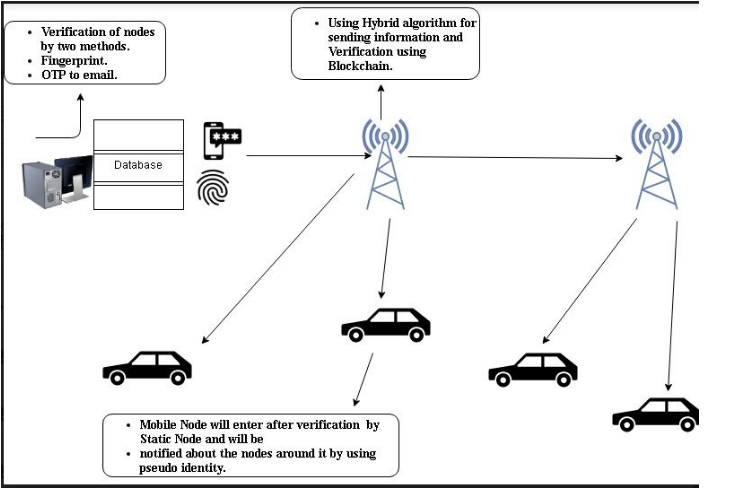 • Verification of nodes
by two methods.
• Fingerprint.
• OTP to email.
• Using Hybrid algorithm for
sending information and
Verification using
Blockchain.
Database
***
• Mobile Node will enter after verification by
Static Node and will be
• notified about the nodes around it by using
pseudo identity.